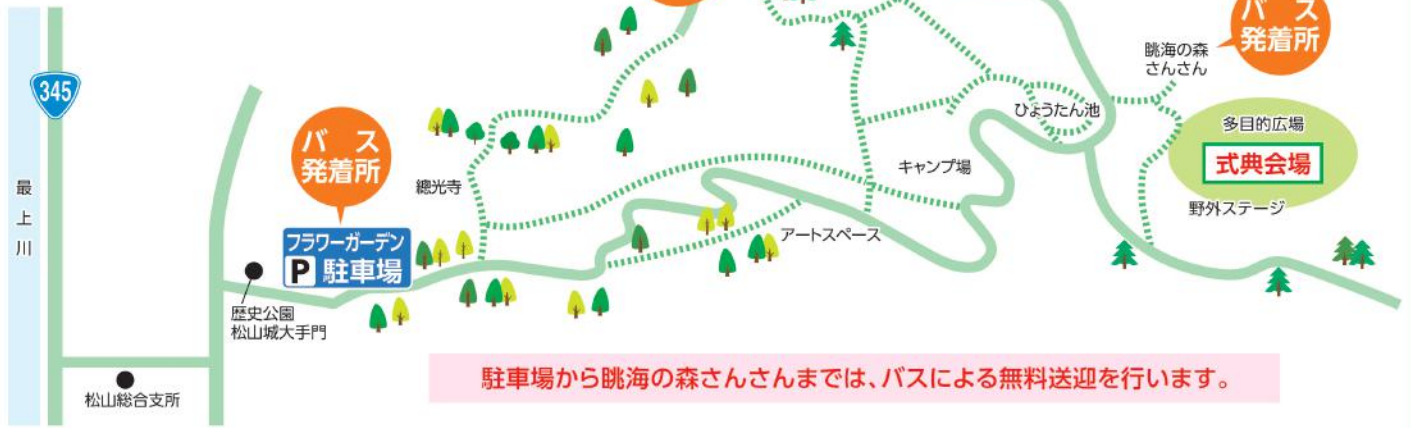 バス
発着所
眺海の森
さんさん
345
ひょうたん池
多目的広場
バス
発着所
式典会場
キャンプ場
總光寺
最上川
野外ステージ
アートスペース
フラワーガーデン
P 駐車場
歴史公園
松山城大手門
駐車場から眺海の森さんさんまでは、バスによる無料送迎を行います。
松山総合支所